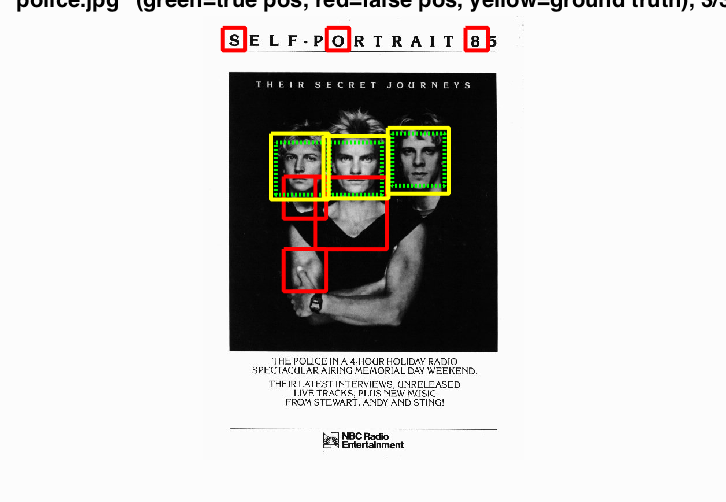 police.jpg" (green=true pos, red=false pos, yellow=ground truth), 3/3
SELF-PORTRAIT 85
THEIR SECRET JOURNEYS
THE POLICE IN A 4-HOUR HOLIDAY RADIO
SPECTACULAR AIRING MEMORIAL DAY WEEKEND.
THEIR LATEST INTERVIEWS, UNRELEASED
LIVE TRACKS, PLUS NEW MUSIC
FROM STEWART, ANDY AND STING!
NBC Radio
Entertainment